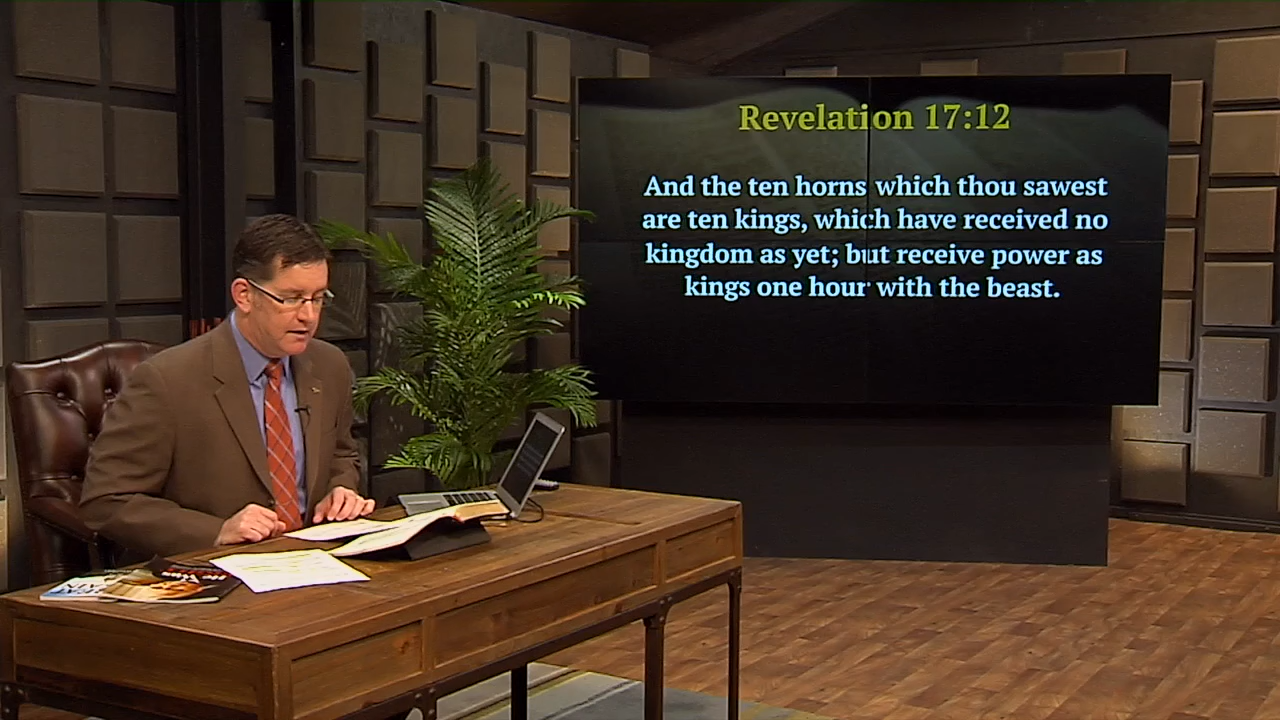 Revelation 17:12
And the ten horns which thou sawest
are ten kings, which have received no
kingdom as yet; but receive power as
kings one hour with the beast.